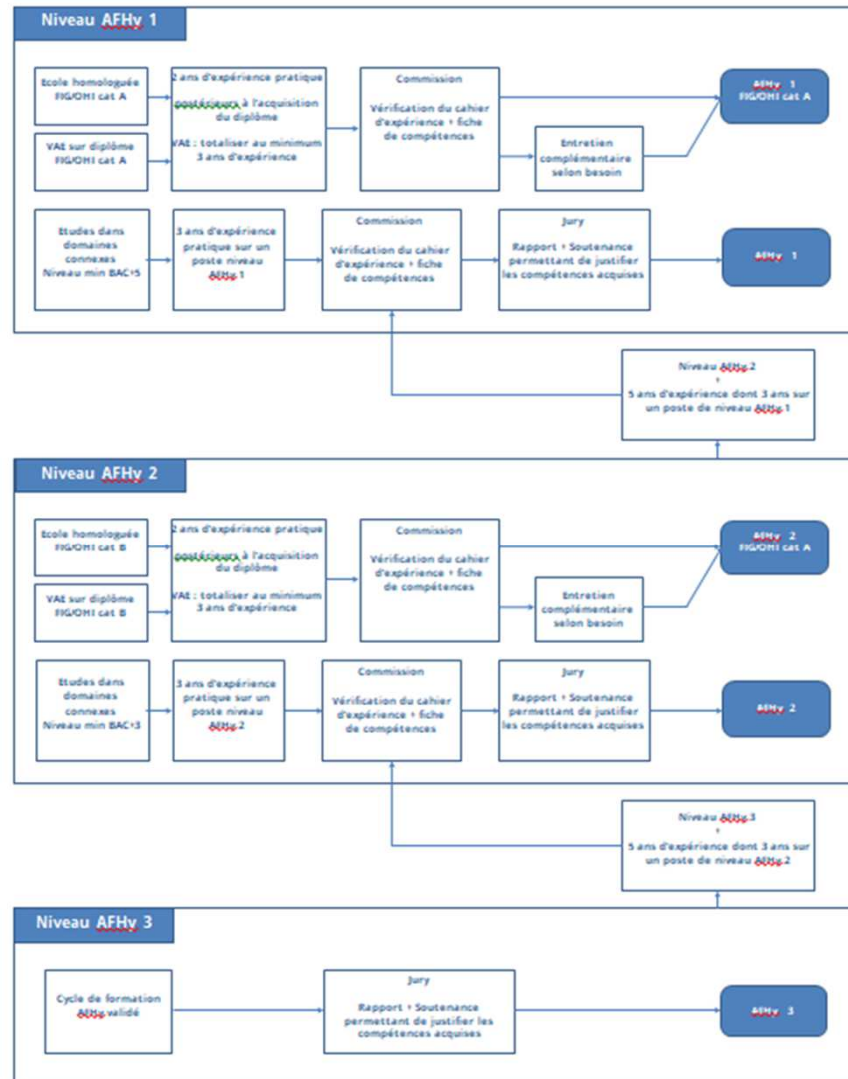 Niveau AFHy 1
Ecole homologuée
FIG/OHI cat A
VAE sur diplôme
FIG/OHI cat A
2 ans d'expérience pratique
postérieurs à l'acquisition
du diplôme
VAE : totaliser au minimum
3 ans d'expérience
Commission
Vérification du cahier
d'expérience + fiche
de compétences
Entretien
complémentaire
selon besoin
AFHy 1
FIG/OHI cat A
Etudes dans
domaines
connexes
Niveau min BAC+5
3 ans d'expérience
pratique sur un
poste niveau
AFHy.1
Commission
Vérification du cahier
d'expérience + fiche
de compétences
Jury
Rapport + Soutenance
permettant de justifier
les compétences acquises
AFHy 1
Niveau AFHy.2
+
5 ans d'expérience dont 3 ans sur
un poste de niveau AFHy.1
Niveau AFHy 2
Ecole homologuée
FIG/OHI cat B
VAE sur diplôme
FIG/OHI cat B
2 ans d'expérience pratique
postérieurs à l'acquisition
du diplôme
VAE : totaliser au minimum
3 ans d'expérience
Commission
Vérification du cahier
d'expérience + fiche
de compétences
Entretien
complémentaire
selon besoin
AFHy 2
FIG/OHI cat A
Etudes dans
domaines
connexes
Niveau min BAC+3
3 ans d'expérience
pratique sur un
poste niveau
AFHy.2
Commission
Vérification du cahier
d'expérience + fiche
de compétences
Jury
Rapport + Soutenance
permettant de justifier
les compétences acquises
AFHy 2
Niveau AFHy.3
+
5 ans d'expérience dont 3 ans sur
un poste de niveau AFHy.2
Niveau AFHy 3
Cycle de formation
AFHy.validé
Jury
Rapport + Soutenance
permettant de justifier les
compétences acquises
AFHy 3